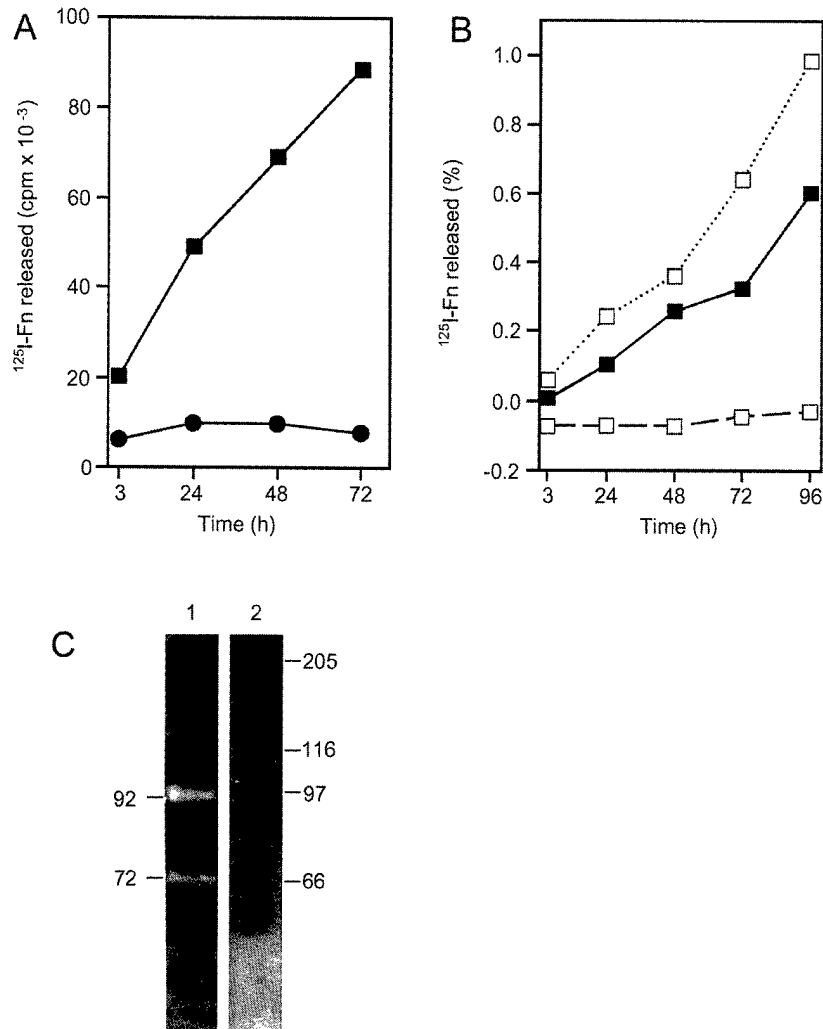 A
100
80
60
40
20
0
¹²⁵I-Fn released (cpm x 10⁻³)
3 24 48 72
Time (h)
B
1.0
0.8
0.6
0.4
0.2
0.0
-0.2
¹²⁵I-Fn released (%)
3 24 48 72 96
Time (h)
C
1 2
205
116
92
97
72
66